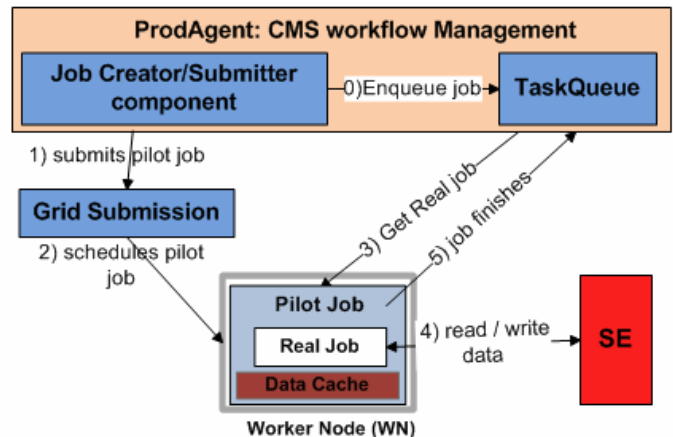 ProdAgent: CMS workflow Management
Job Creator/Submitter
component
0)Enqueue job
TaskQueue
1) submits pilot job
Grid Submission
2) schedules pilot
job
3) Get Real job
5) job finishes
Pilot Job
Real Job
Data Cache
4) read / write
data
SE
Worker Node (WN)